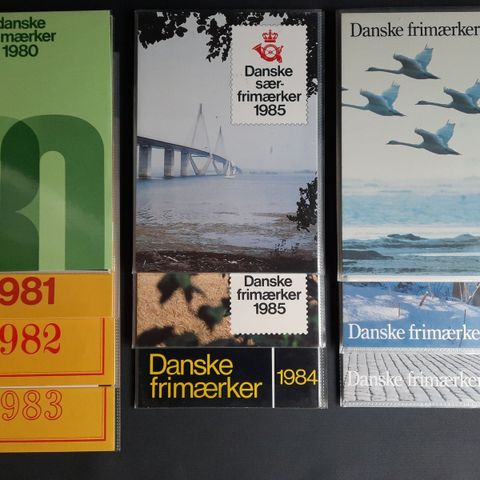 danske
frimærker
1980
1981
1982
1983
Danske
sær-
frimærker
1985
Danske
frimærker
1985
Danske
frimærker
1984
Danske frimærker
Danske frimærker
Danske frimærker